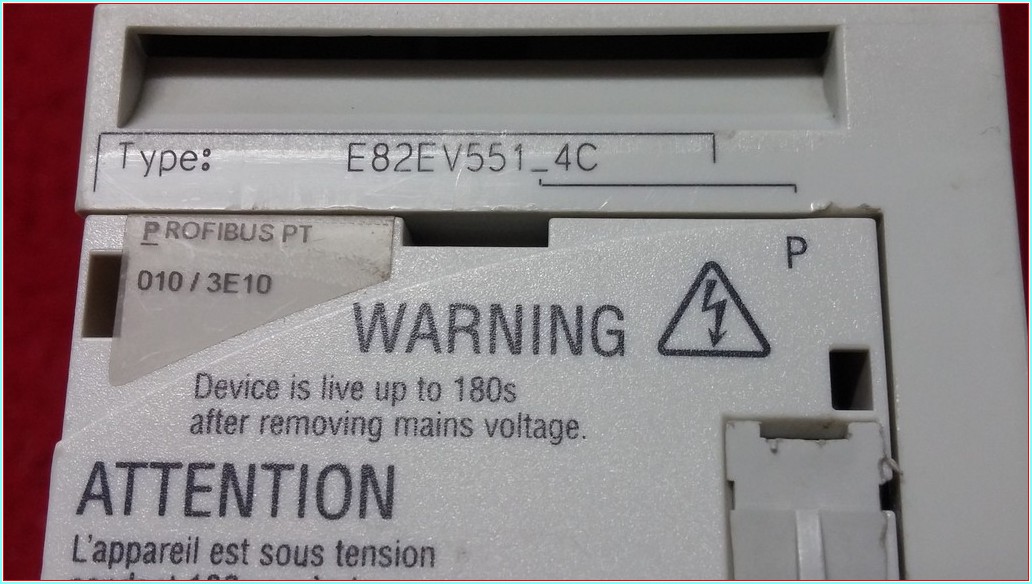 Type: E82EV551_4C
PROFIBUS PT
010 / 3E10
P
WARNING
Device is live up to 180s
after removing mains voltage.
ATTENTION
L'appareil est sous tension